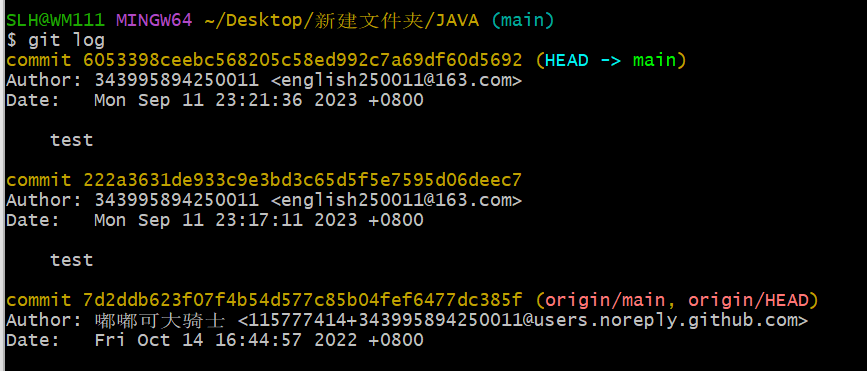 SLH@WM111 MINGW64 ~/Desktop/新建文件夹/JAVA (main)
$ git log
commit 6053398ceebc568205c58ed992c7a69df60d5692 (HEAD -> main)
Author: 343995894250011 <english250011@163.com>
Date:   Mon Sep 11 23:21:36 2023 +0800
    test
commit 222a3631de933c9e3bd3c65d5f5e7595d06deec7
Author: 343995894250011 <english250011@163.com>
Date:   Mon Sep 11 23:17:11 2023 +0800
    test
commit 7d2ddb623f07f4b54d577c85b04fef6477dc385f (origin/main, origin/HEAD)
Author: 嘟嘟可大骑士 <115777414+343995894250011@users.noreply.github.com>
Date:   Fri Oct 14 16:44:57 2022 +0800